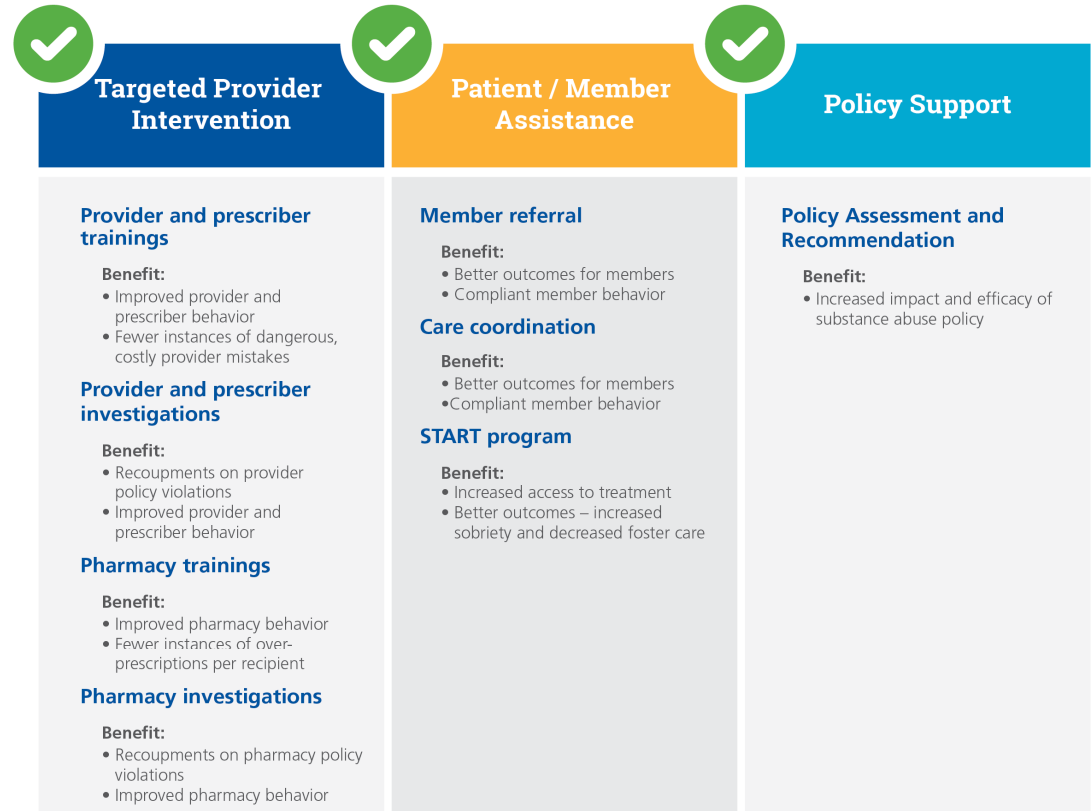 Targeted Provider
Intervention
Provider and prescriber
trainings
Benefit:
• Improved provider and
prescriber behavior
• Fewer instances of dangerous,
costly provider mistakes
Provider and prescriber
investigations
Benefit:
• Recoupments on provider
policy violations
• Improved provider and
prescriber behavior
Pharmacy trainings
Benefit:
• Improved pharmacy behavior
• Fewer instances of over-
prescriptions per recipient
Pharmacy investigations
Benefit:
• Recoupments on pharmacy policy
violations
• Improved pharmacy behavior
Patient / Member
Assistance
Member referral
Benefit:
• Better outcomes for members
• Compliant member behavior
Care coordination
Benefit:
• Better outcomes for members
•Compliant member behavior
START program
Benefit:
• Increased access to treatment
• Better outcomes – increased
sobriety and decreased foster care
Policy Support
Policy Assessment and
Recommendation
Benefit:
• Increased impact and efficacy of
substance abuse policy